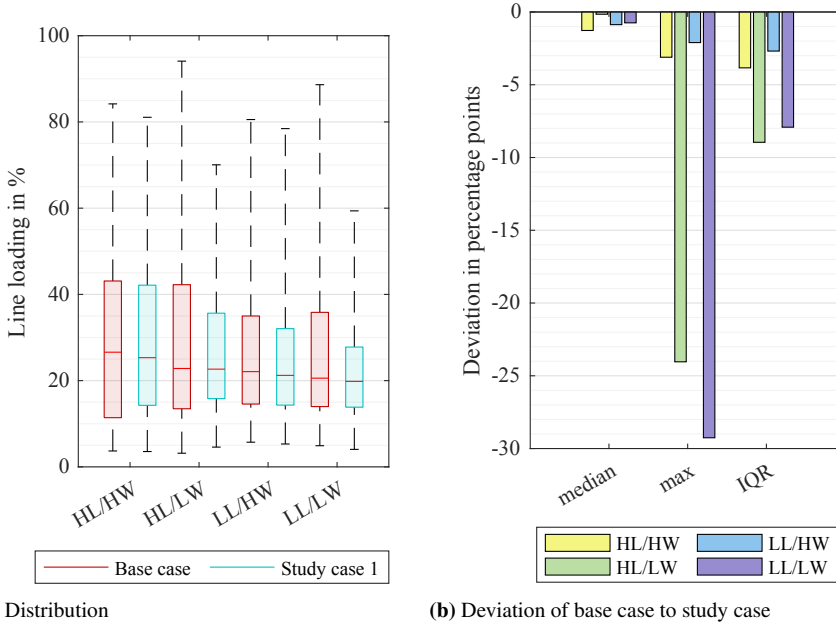 100
80
60
40
20
0
Line loading in %
HL/HW
HL/LW
LL/HW
LL/LW
Base case
Study case 1
Distribution
0
-5
-10
-15
-20
-25
-30
Deviation in percentage points
median
max
IQR
HL/HW
LL/HW
HL/LW
LL/LW
(b) Deviation of base case to study case